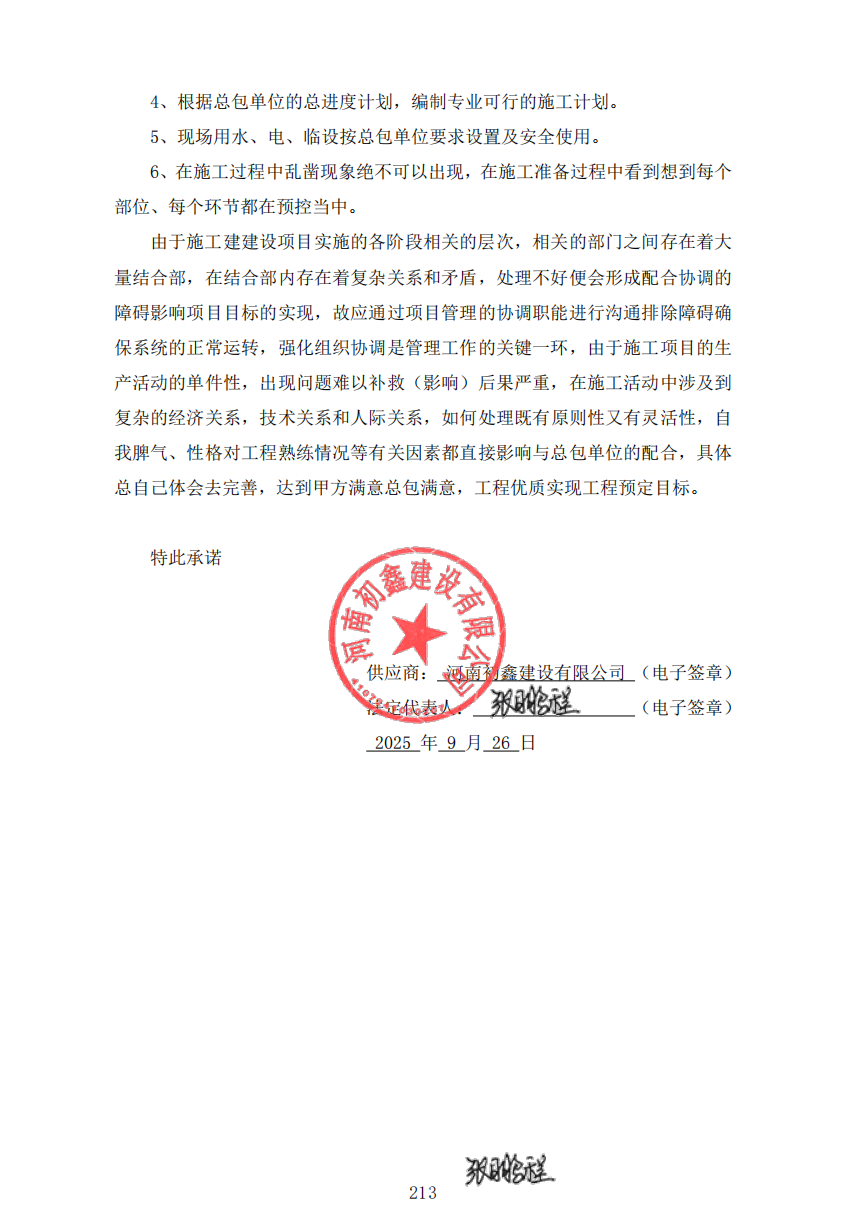 4、根据总包单位的总进度计划，编制专业可行的施工计划。
5、现场用水、电、临设按总包单位要求设置及安全使用。
6、在施工过程中乱凿现象绝不可以出现，在施工准备过程中看到想到每个
部位、每个环节都在预控当中。
由于施工建建设项目实施的各阶段相关的层次，相关的部门之间存在着大
量结合部，在结合部内存在着复杂关系和矛盾，处理不好便会形成配合协调的
障碍影响项目目标的实现，故应通过项目管理的协调职能进行沟通排除障碍确
保系统的正常运转，强化组织协调是管理工作的关键一环，由于施工项目的生
产活动的单件性，出现问题难以补救（影响）后果严重，在施工活动中涉及到
复杂的经济关系，技术关系和人际关系，如何处理既有原则性又有灵活性，自
我脾气、性格对工程熟练情况等有关因素都直接影响与总包单位的配合，具体
总自己体会去完善，达到甲方满意总包满意，工程优质实现工程预定目标。
特此承诺
河南初鑫建设有限公司
供应商：河南初鑫建设有限公司（电子签章）
法定代表人：（电子签章）
2025 年 9 月 26 日
213